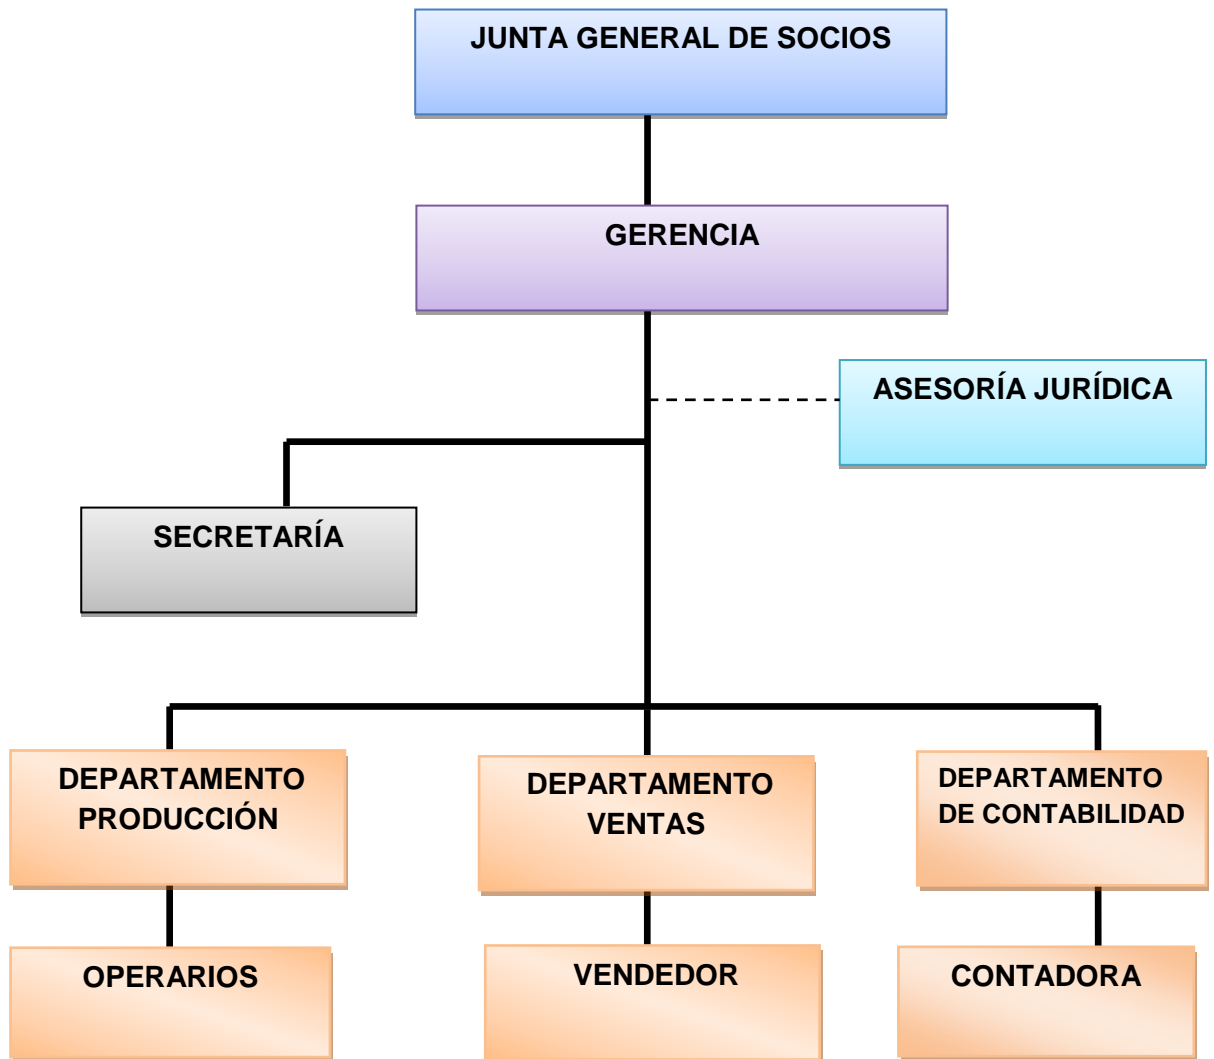 JUNTA GENERAL DE SOCIOS
GERENCIA
ASESORÍA JURÍDICA
SECRETARÍA
DEPARTAMENTO
PRODUCCIÓN
DEPARTAMENTO
VENTAS
DEPARTAMENTO
DE CONTABILIDAD
OPERARIOS
VENDEDOR
CONTADORA